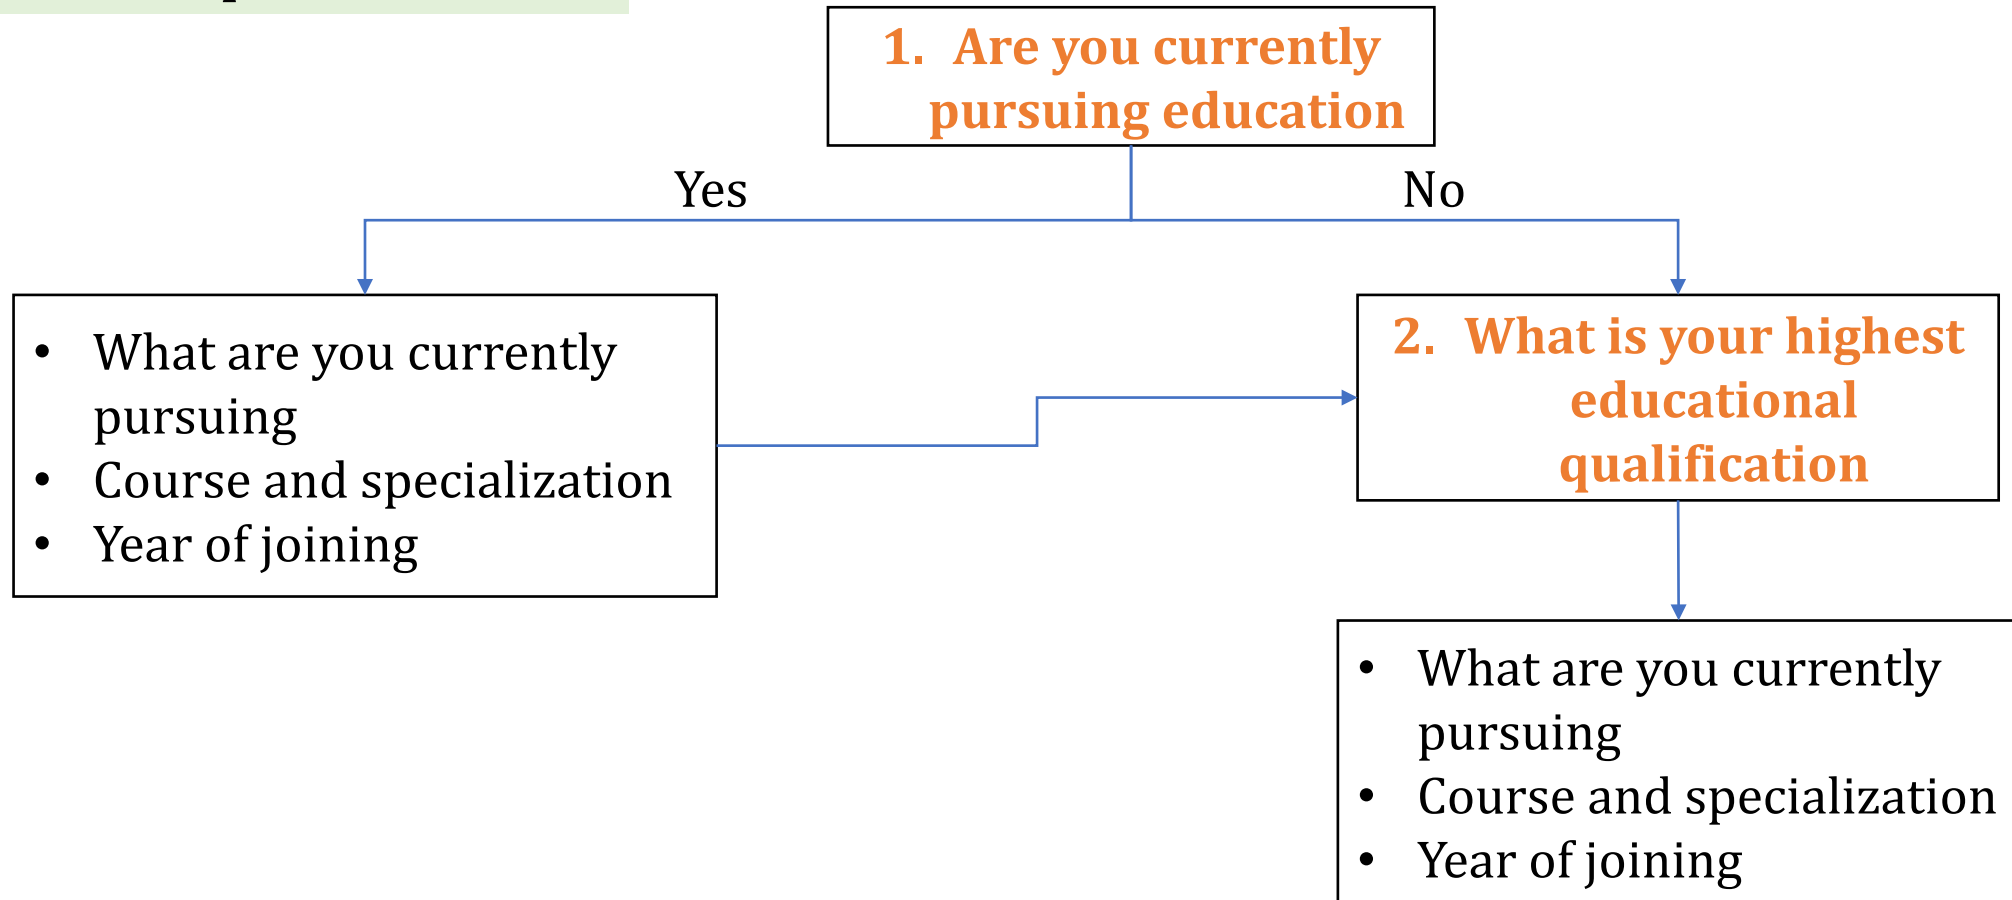 1. Are you currently
pursuing education
Yes
No
• What are you currently
pursuing
• Course and specialization
• Year of joining
2. What is your highest
educational
qualification
• What are you currently
pursuing
• Course and specialization
• Year of joining